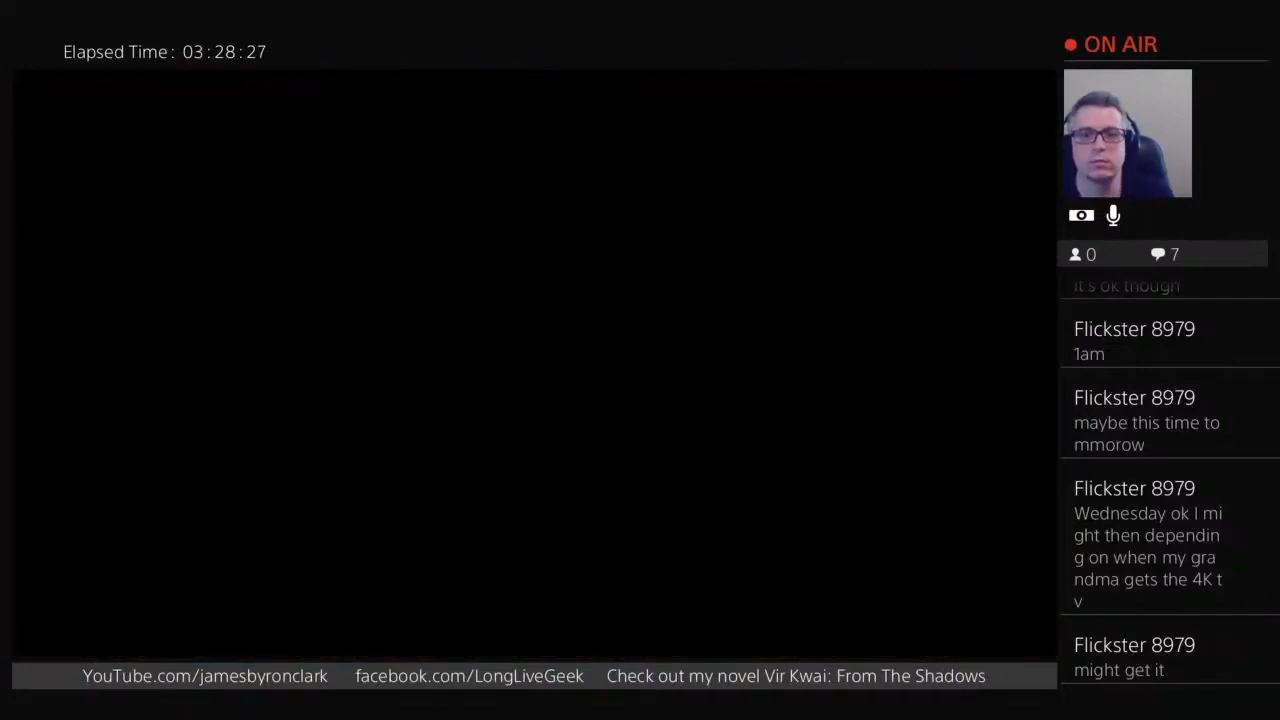 Elapsed Time: 03:28:27
ON AIR
0 7
it's ok though
Flickster 8979
1am
Flickster 8979
maybe this time to
mmorow
Flickster 8979
Wednesday ok I mi
ght then dependin
g on when my gra
ndma gets the 4K t
v
Flickster 8979
might get it
YouTube.com/jamesbyronclark facebook.com/LongLiveGeek Check out my novel Vir Kwai: From The Shadows